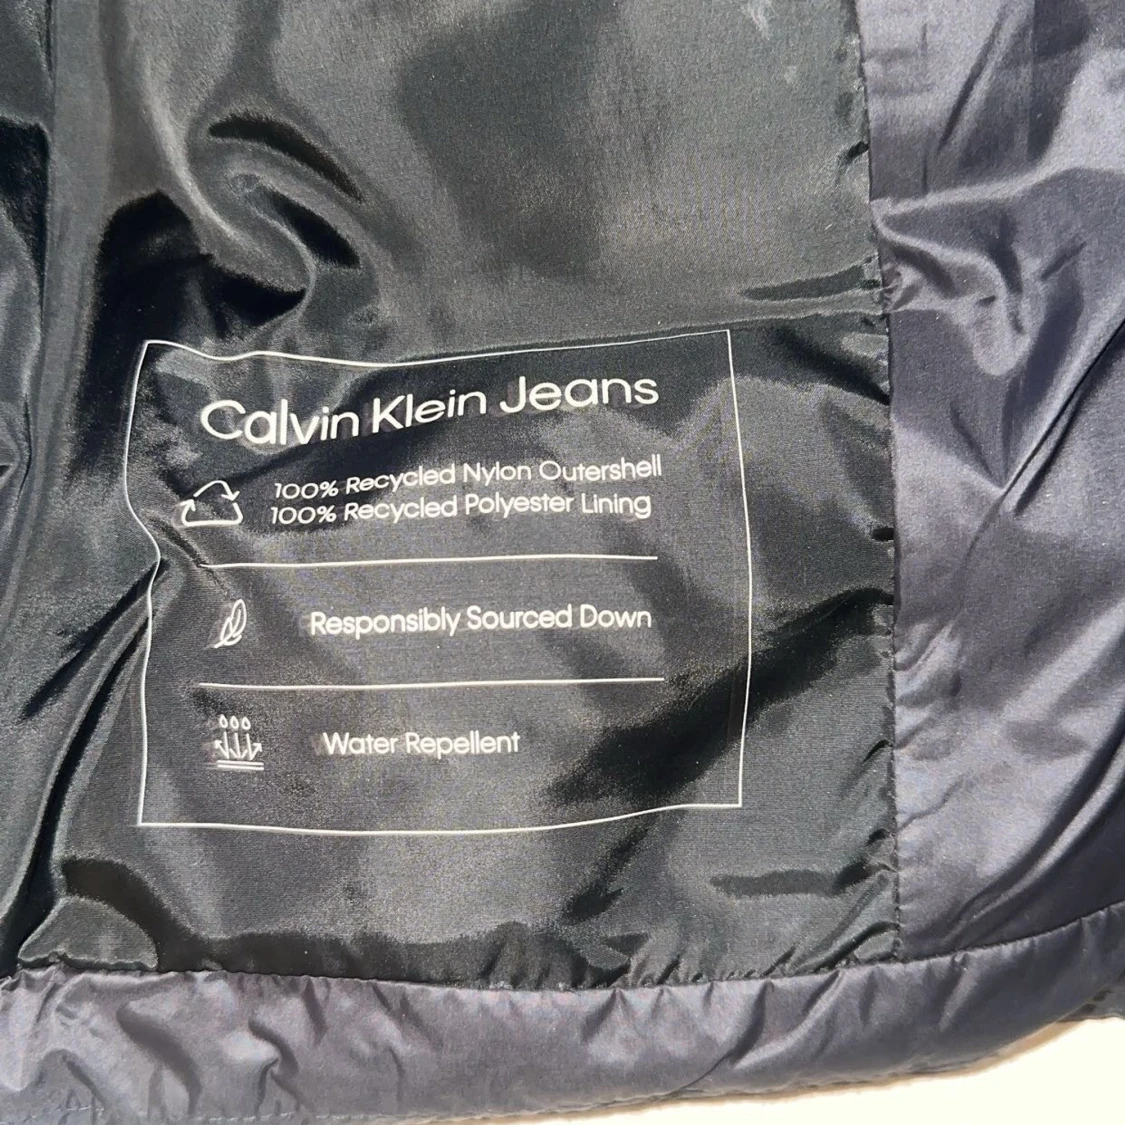 Calvin Klein Jeans
100% Recycled Nylon Outershell
100% Recycled Polyester Lining
Responsibly Sourced Down
Water Repellent